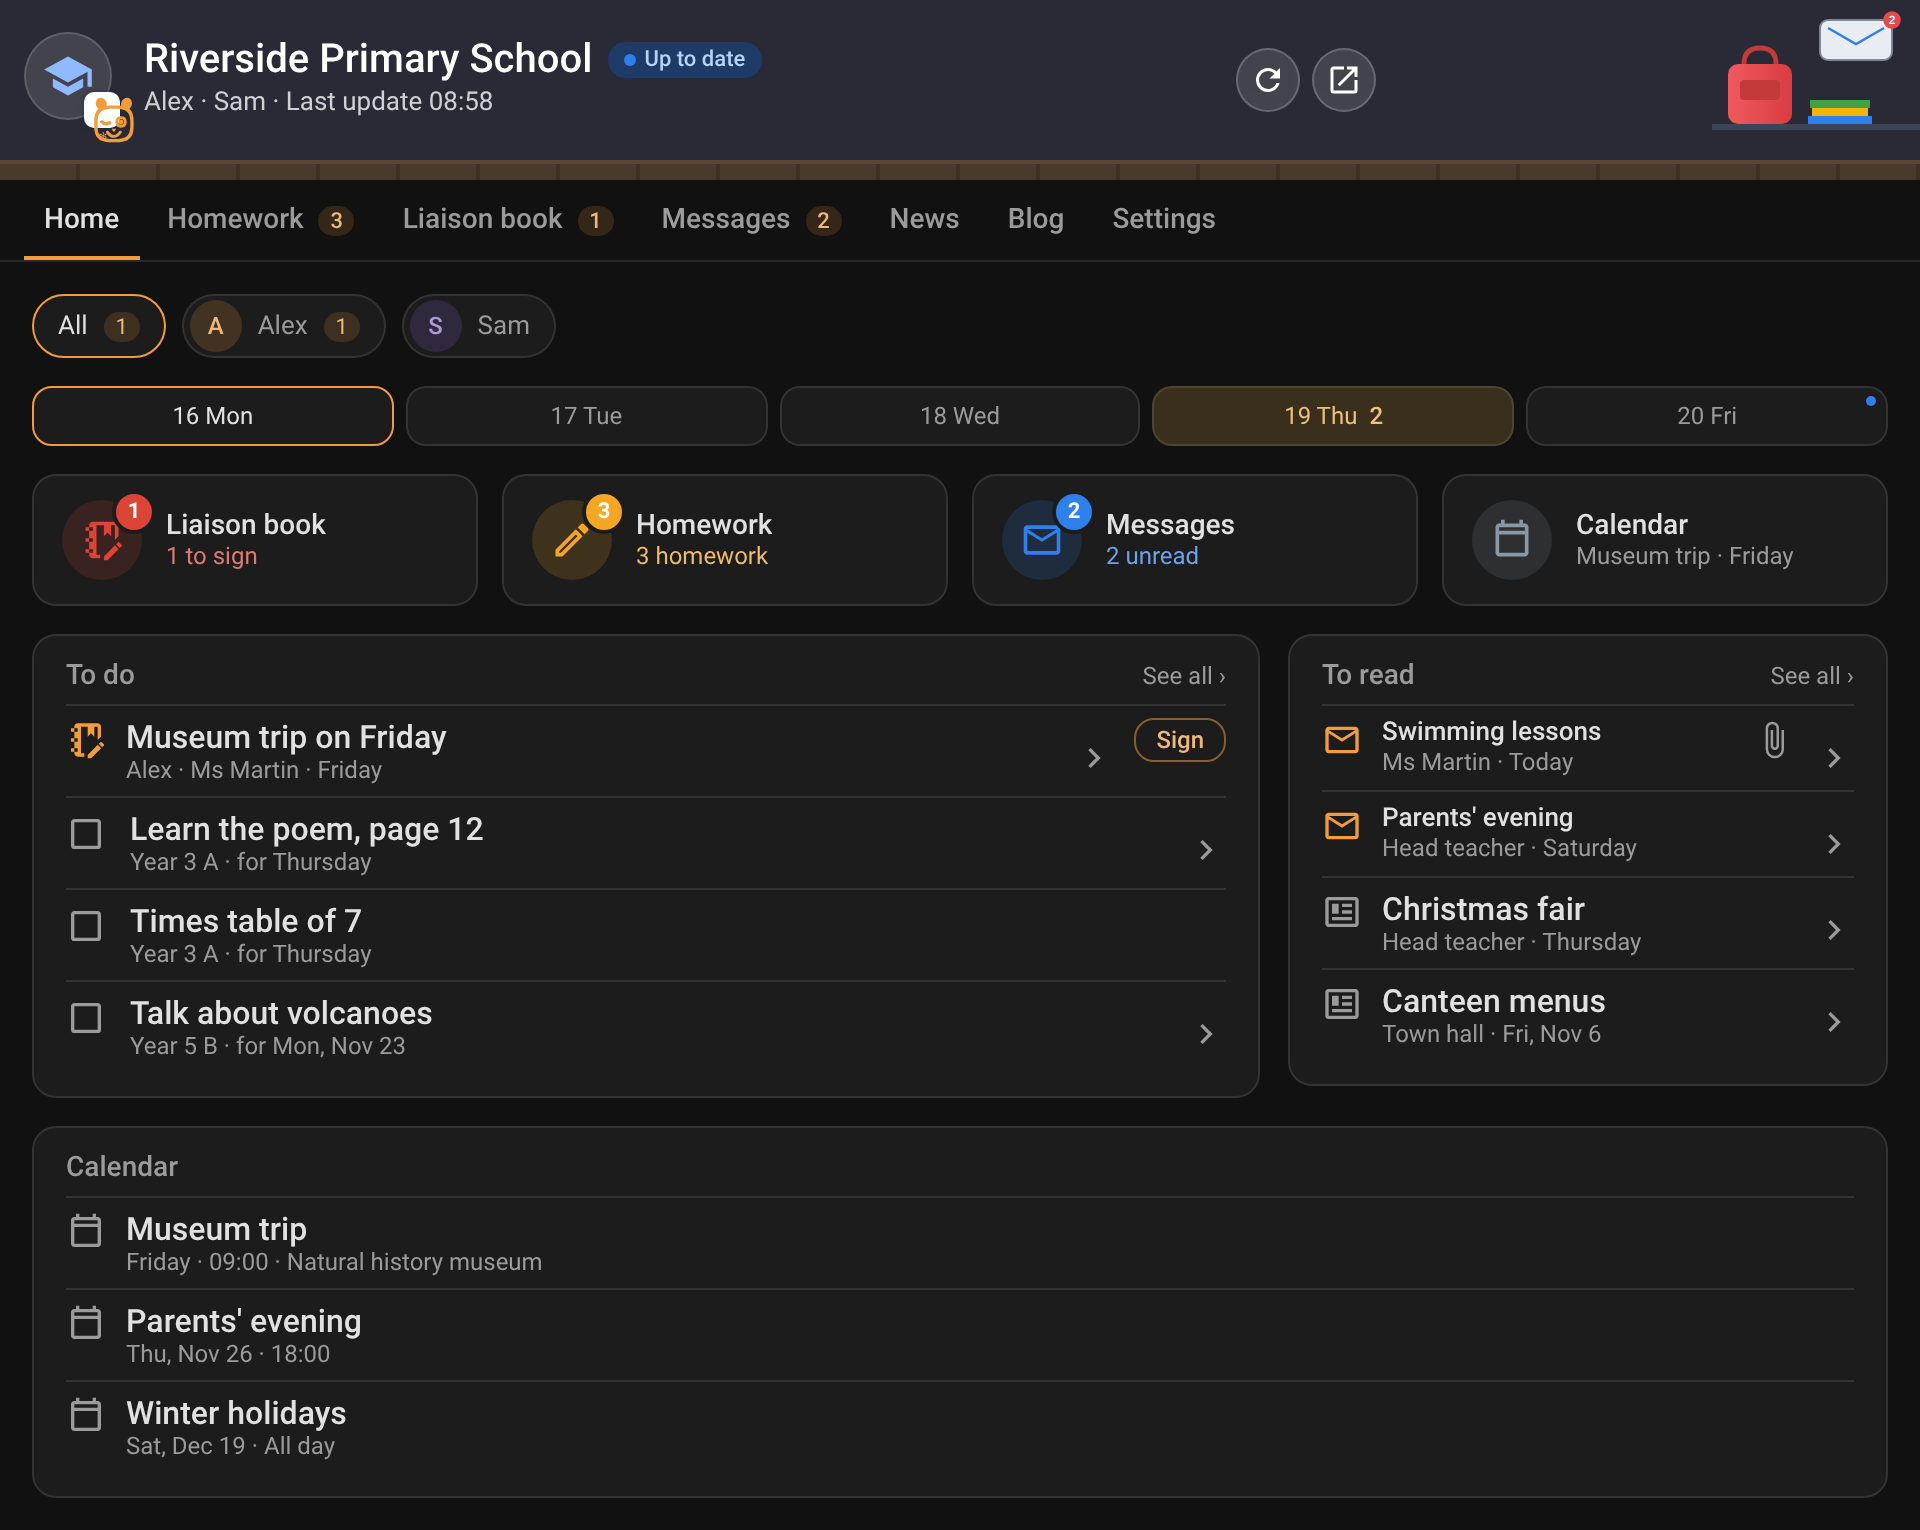 Riverside Primary School
Up to date
Alex · Sam · Last update 08:58
2
Home
Homework 3
Liaison book 1
Messages 2
News
Blog
Settings
All 1
A Alex 1
S Sam
16 Mon
17 Tue
18 Wed
19 Thu 2
20 Fri
1
Liaison book
1 to sign
3
Homework
3 homework
2
Messages
2 unread
Calendar
Museum trip · Friday
To do
See all ›
Museum trip on Friday
Alex · Ms Martin · Friday
Sign
Learn the poem, page 12
Year 3 A · for Thursday
Times table of 7
Year 3 A · for Thursday
Talk about volcanoes
Year 5 B · for Mon, Nov 23
To read
See all ›
Swimming lessons
Ms Martin · Today
Parents' evening
Head teacher · Saturday
Christmas fair
Head teacher · Thursday
Canteen menus
Town hall · Fri, Nov 6
Calendar
Museum trip
Friday · 09:00 · Natural history museum
Parents' evening
Thu, Nov 26 · 18:00
Winter holidays
Sat, Dec 19 · All day